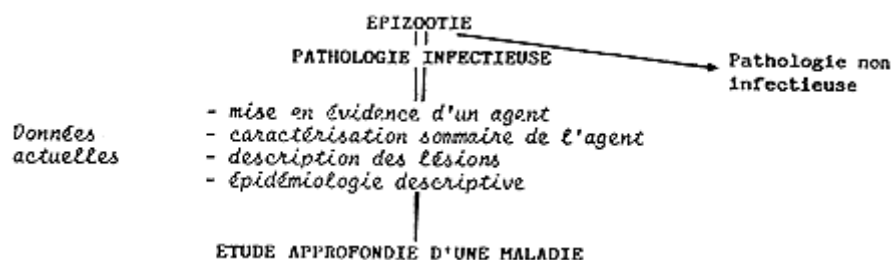 EPIZOOTIE
PATHOLOGIE INFECTIEUSE
Pathologie non
infectieuse
Données
actuelles
- mise en évidence d'un agent
- caractérisation sommaire de l'agent
- description des lésions
- épidémiologie descriptive
ETUDE APPROFONDIE D'UNE MALADIE